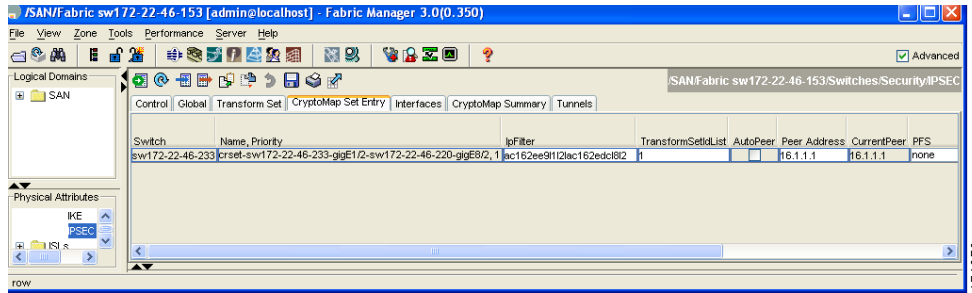 /SAN/Fabric sw172-22-46-153 [admin@localhost] - Fabric Manager 3.0(0.350)
File View Zone Tools Performance Server Help
Advanced
Logical Domains
/SAN/Fabric sw172-22-46-153/Switches/Security/IPSEC
SAN
Control Global Transform Set CryptoMap Set Entry Interfaces CryptoMap Summary Tunnels
Switch Name, Priority IpFilter TransformSetIdList AutoPeer Peer Address CurrentPeer PFS
sw172-22-46-233 crset-sw172-22-46-233-gigE1/2-sw172-22-46-220-gigE8/2, 1 1 16.1.1.1 16.1.1.1 none
Physical Attributes
IKE
IPSEC
ISLs
row